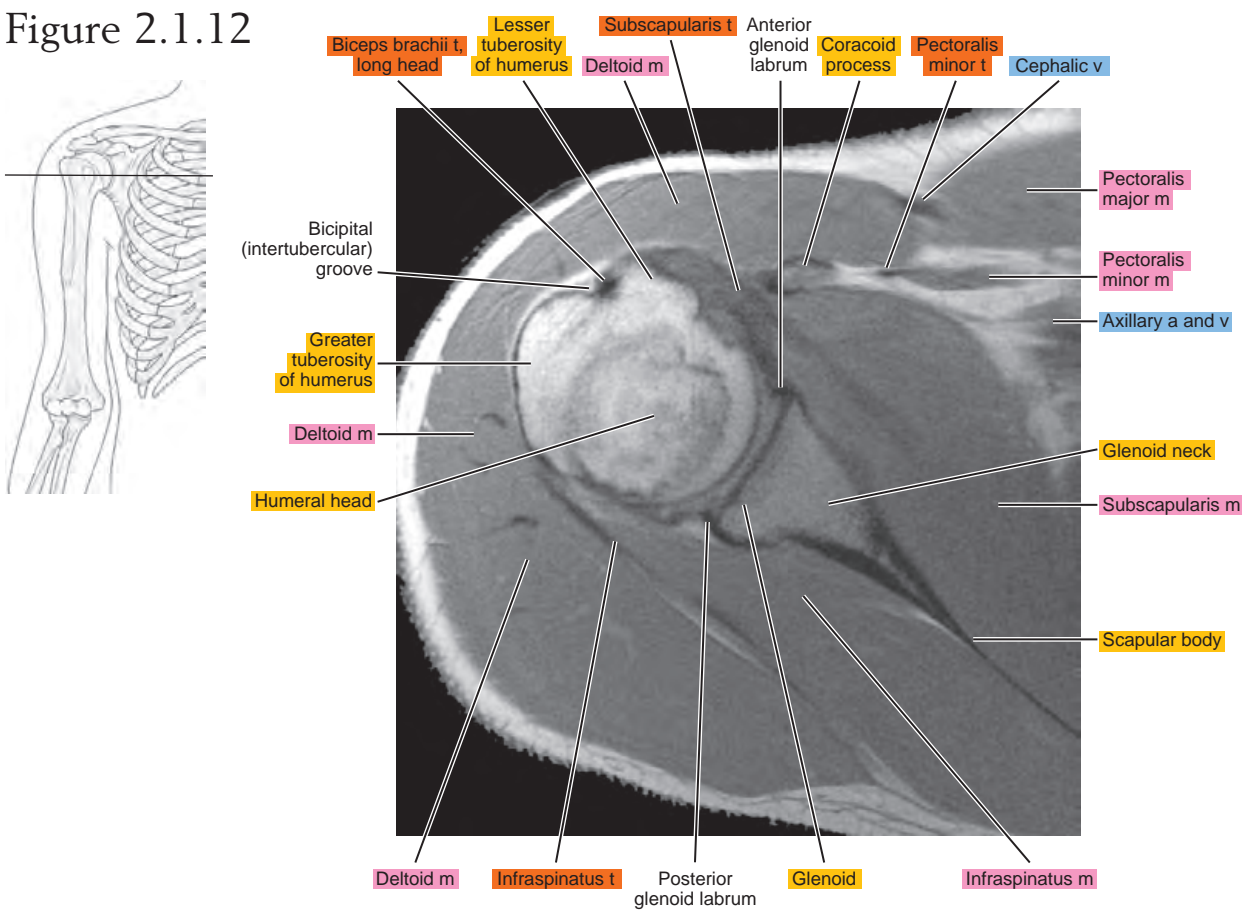 Figure 2.1.12
Biceps brachii t,
long head
Lesser
tuberosity
of humerus
Deltoid m
Subscapularis t
Anterior
glenoid
labrum
Coracoid
process
Pectoralis
minor t
Cephalic v
Pectoralis
major m
Pectoralis
minor m
Axillary a and v
Glenoid neck
Subscapularis m
Scapular body
Bicipital
(intertubercular)
groove
Greater
tuberosity
of humerus
Deltoid m
Humeral head
Deltoid m
Infraspinatus t
Posterior
glenoid labrum
Glenoid
Infraspinatus m